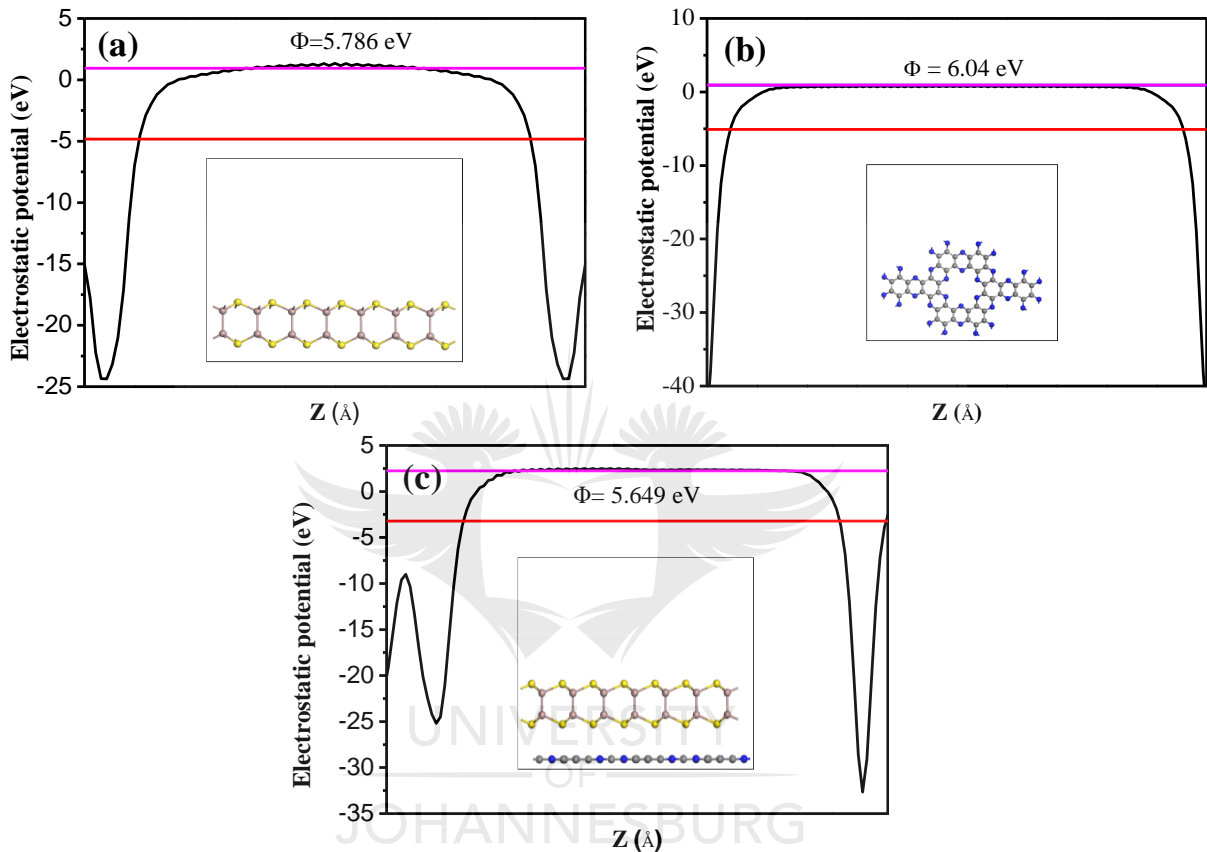 (a)
Φ=5.786 eV
5
0
-5
-10
-15
-20
-25
Electrostatic potential (eV)
Z (Å)
(b)
Φ = 6.04 eV
10
0
-10
-20
-30
-40
Electrostatic potential (eV)
Z (Å)
(c)
Φ= 5.649 eV
5
0
-5
-10
-15
-20
-25
-30
-35
Electrostatic potential (eV)
Z (Å)
UNIVERSITY
OF
JOHANNESBURG